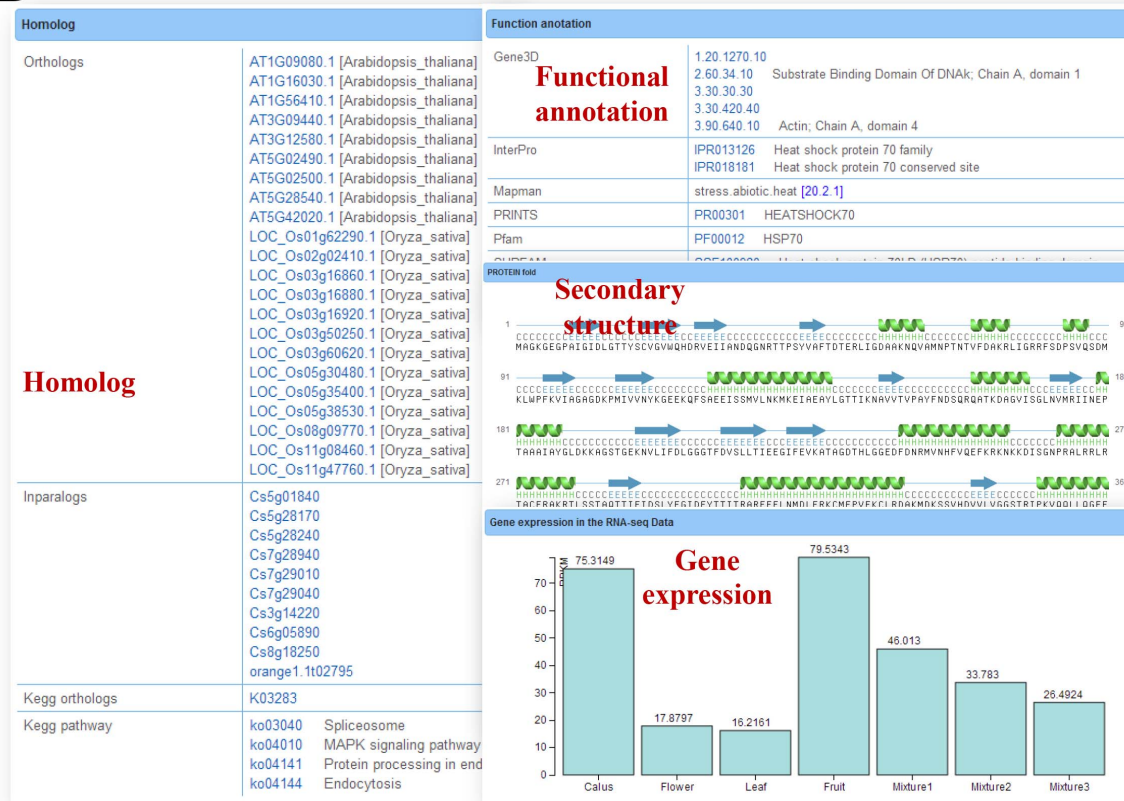 Homolog
Orthologs
AT1G09080.1 [Arabidopsis_thaliana]
AT1G16030.1 [Arabidopsis_thaliana]
AT1G56410.1 [Arabidopsis_thaliana]
AT3G09440.1 [Arabidopsis_thaliana]
AT3G12580.1 [Arabidopsis_thaliana]
AT5G02490.1 [Arabidopsis_thaliana]
AT5G02500.1 [Arabidopsis_thaliana]
AT5G28540.1 [Arabidopsis_thaliana]
AT5G42020.1 [Arabidopsis_thaliana]
LOC_Os01g62290.1 [Oryza_sativa]
LOC_Os02g02410.1 [Oryza_sativa]
LOC_Os03g16860.1 [Oryza_sativa]
LOC_Os03g16880.1 [Oryza_sativa]
LOC_Os03g16920.1 [Oryza_sativa]
LOC_Os03g50250.1 [Oryza_sativa]
LOC_Os03g60620.1 [Oryza_sativa]
LOC_Os05g30480.1 [Oryza_sativa]
LOC_Os05g35400.1 [Oryza_sativa]
LOC_Os05g38530.1 [Oryza_sativa]
LOC_Os08g09770.1 [Oryza_sativa]
LOC_Os11g08460.1 [Oryza_sativa]
LOC_Os11g47760.1 [Oryza_sativa]
Homolog
Inparalogs
Cs5g01840
Cs5g28170
Cs5g28240
Cs7g28940
Cs7g29010
Cs7g29040
Cs3g14220
Cs6g05890
Cs8g18250
orange1.1t02795
Kegg orthologs K03283
Kegg pathway
ko03040 Spliceosome
ko04010 MAPK signaling pathway
ko04141 Protein processing in end
ko04144 Endocytosis
Function anotation
Gene3D
1.20.1270.10
2.60.34.10 Substrate Binding Domain Of DNAk; Chain A, domain 1
3.30.30.30
3.30.420.40
3.90.640.10 Actin; Chain A, domain 4
Functional
annotation
InterPro
IPR013126 Heat shock protein 70 family
IPR018181 Heat shock protein 70 conserved site
Mapman stress.abiotic.heat [20.2.1]
PRINTS PR00301 HEATSHOCK70
Pfam PF00012 HSP70
PROTEIN fold
Secondary
structure
1 9
MAGKGEGPAIGIDLGTTYSCVGVWQHDRVEIIANDQGNRTTPSYVAFTDTERLIGDAAKNQVAMNPTNTVFDAKRLIGRRFSDPSVQSDM
91 18
KLWPFKVIAGAGDKPMIVVNYKGEEKQFSAEEISSMVLNKMKEIAEAYLGTTIKNAVVTVPAYFNDSQRQATKDAGVISGLNVMRIINEP
181 27
TAAAIAYGLDKKAGSTGEKNVLIFDLGGGTFDVSLLTIEEGIFEVKATAGDTHLGGEDFDNRMVNHFVQEFKRKNKKDISGNPRALRRLR
271 36
Gene expression in the RNA-seq Data
Gene
expression
RPKM
70
60
50
40
30
20
10
0
75.3149
17.8797
16.2161
79.5343
46.013
33.783
26.4924
Calus Flower Leaf Fruit Mixture1 Mixture2 Mixture3